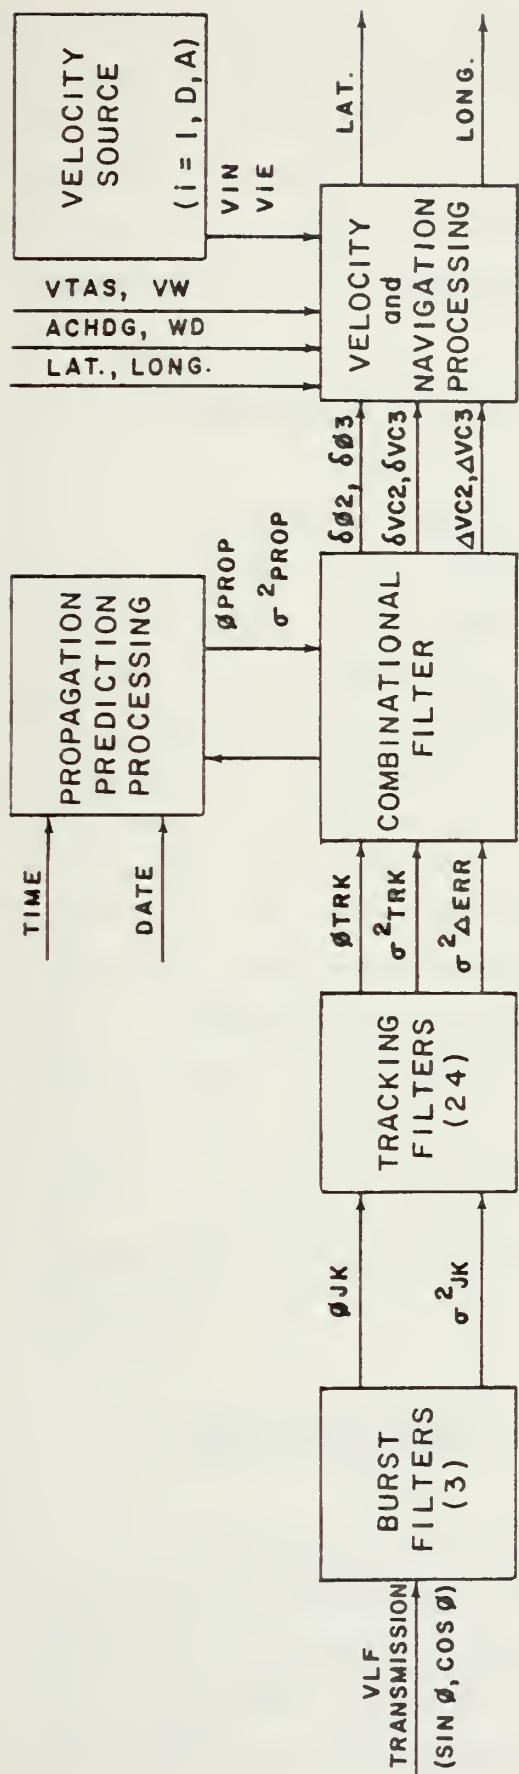 VLF
TRANSMISSION
(SIN ø, COS ø)
BURST
FILTERS
(3)
øJK
σ²JK
TRACKING
FILTERS
(24)
øTRK
σ²TRK
σ²ΔERR
COMBINATIONAL
FILTER
TIME
DATE
PROPAGATION
PREDICTION
PROCESSING
øPROP
σ²PROP
δø2, δø3
δVC2, δVC3
ΔVC2, ΔVC3
VTAS, VW
ACHDG, WD
LAT., LONG.
VELOCITY
SOURCE
(i = I, D, A)
VIN
VIE
VELOCITY
and
NAVIGATION
PROCESSING
LAT.
LONG.